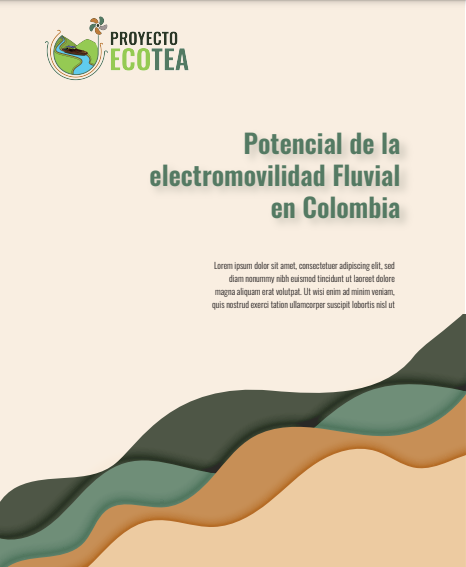 PROYECTO
ECOTEA
Potencial de la
electromovilidad Fluvial
en Colombia
Lorem ipsum dolor sit amet, consectetuer adipiscing elit, sed
diam nonummy nibh euismod tincidunt ut laoreet dolore
magna aliquam erat volutpat. Ut wisi enim ad minim veniam,
quis nostrud exerci tation ullamcorper suscipit lobortis nisl ut